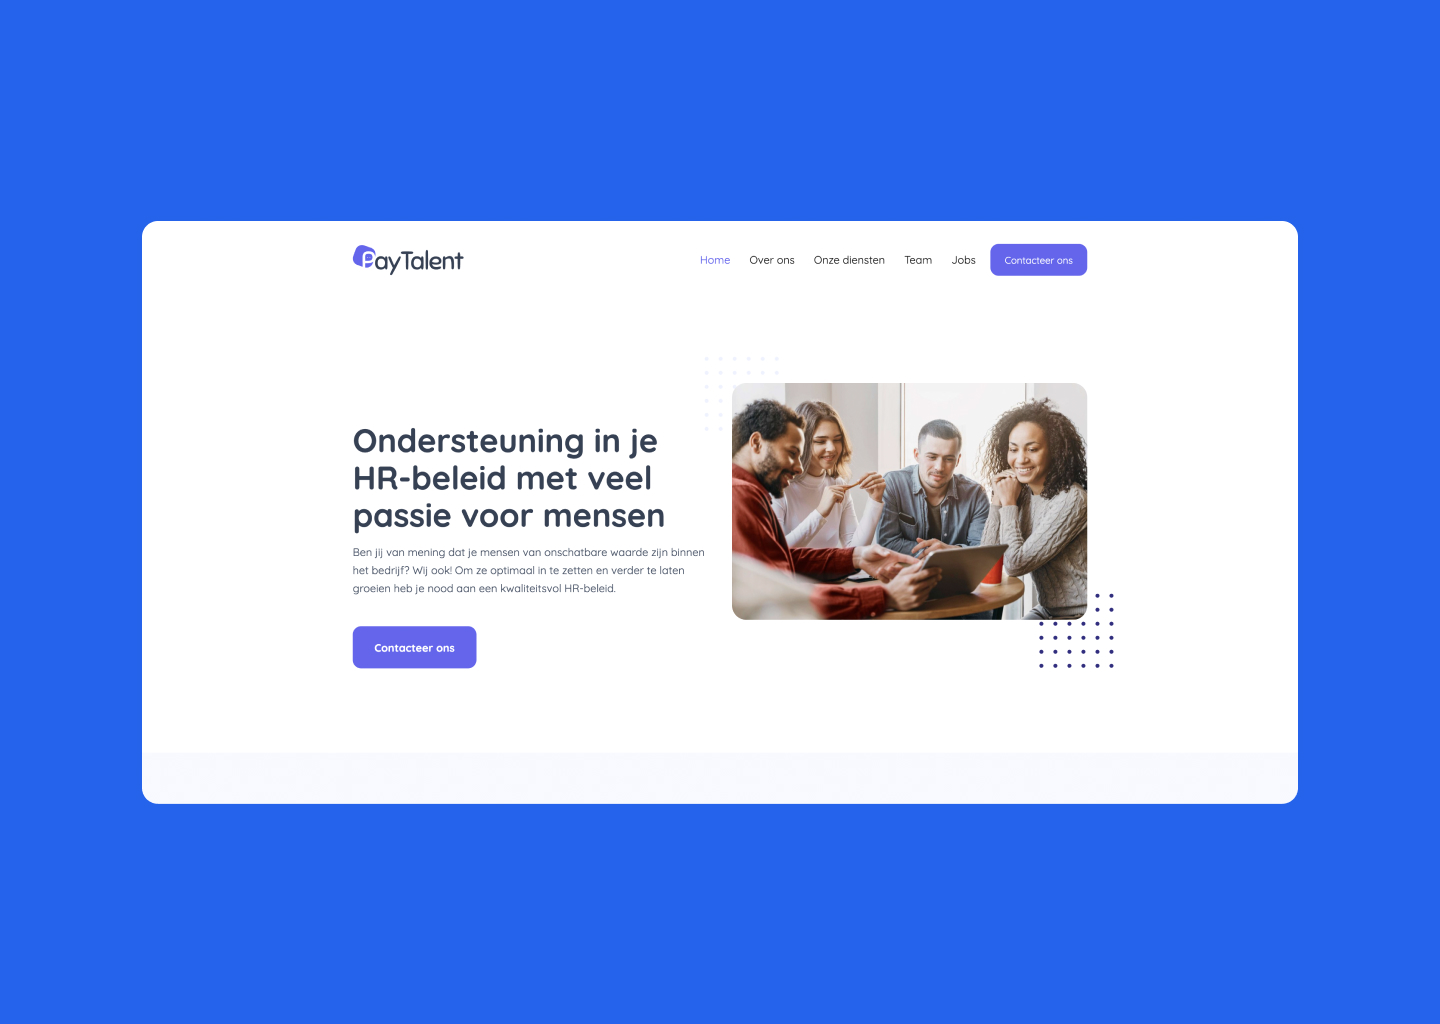 PayTalent
Home Over ons Onze diensten Team Jobs Contacteer ons
Ondersteuning in je
HR-beleid met veel
passie voor mensen
Ben jij van mening dat je mensen van onschatbare waarde zijn binnen
het bedrijf? Wij ook! Om ze optimaal in te zetten en verder te laten
groeien heb je nood aan een kwaliteitsvol HR-beleid.
Contacteer ons